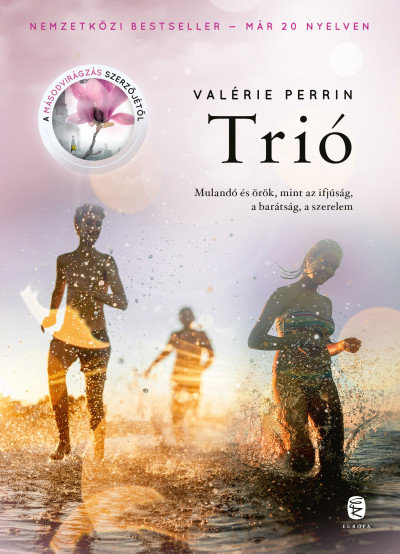 NEMZETKÖZI BESTSELLER – MÁR 20 NYELVEN
A MÁSODVIRÁGZÁS SZERZŐJÉTŐL
VALÉRIE PERRIN
Trió
Mulandó és örök, mint az ifjúság,
a barátság, a szerelem
EURÓPA